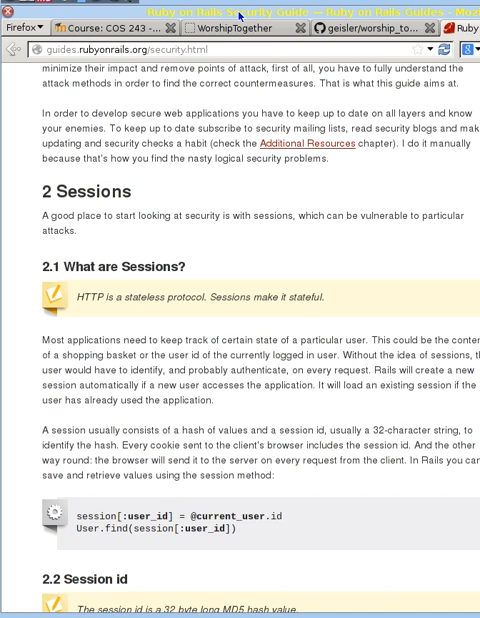 Ruby on Rails Security Guide — Ruby on Rails Guides - Mozi
Firefox
Course: COS 243 -...
WorshipTogether
geisler/worship_to...
Ruby
guides.rubyonrails.org/security.html
minimize their impact and remove points of attack, first of all, you have to fully understand the
attack methods in order to find the correct countermeasures. That is what this guide aims at.
In order to develop secure web applications you have to keep up to date on all layers and know
your enemies. To keep up to date subscribe to security mailing lists, read security blogs and mak
updating and security checks a habit (check the Additional Resources chapter). I do it manually
because that's how you find the nasty logical security problems.
2 Sessions
A good place to start looking at security is with sessions, which can be vulnerable to particular
attacks.
2.1 What are Sessions?
HTTP is a stateless protocol. Sessions make it stateful.
Most applications need to keep track of certain state of a particular user. This could be the conten
of a shopping basket or the user id of the currently logged in user. Without the idea of sessions, t
user would have to identify, and probably authenticate, on every request. Rails will create a new
session automatically if a new user accesses the application. It will load an existing session if the
user has already used the application.
A session usually consists of a hash of values and a session id, usually a 32-character string, to
identify the hash. Every cookie sent to the client's browser includes the session id. And the other
way round: the browser will send it to the server on every request from the client. In Rails you can
save and retrieve values using the session method:
session[:user_id] = @current_user.id
User.find(session[:user_id])
2.2 Session id
The session id is a 32 byte long MD5 hash value.